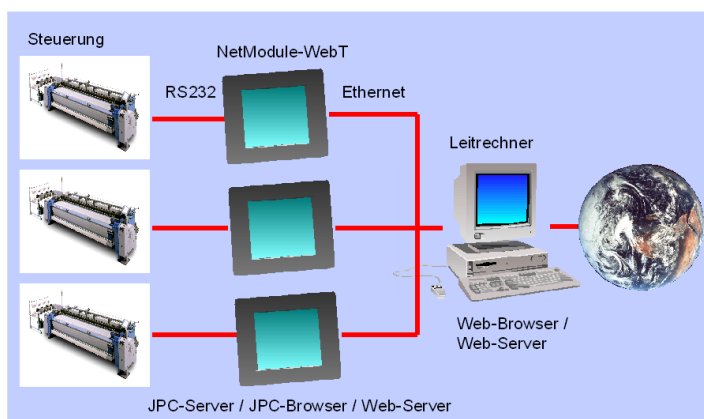 Steuerung
NetModule-WebT
RS232
Ethernet
Leitrechner
Web-Browser /
Web-Server
JPC-Server / JPC-Browser / Web-Server